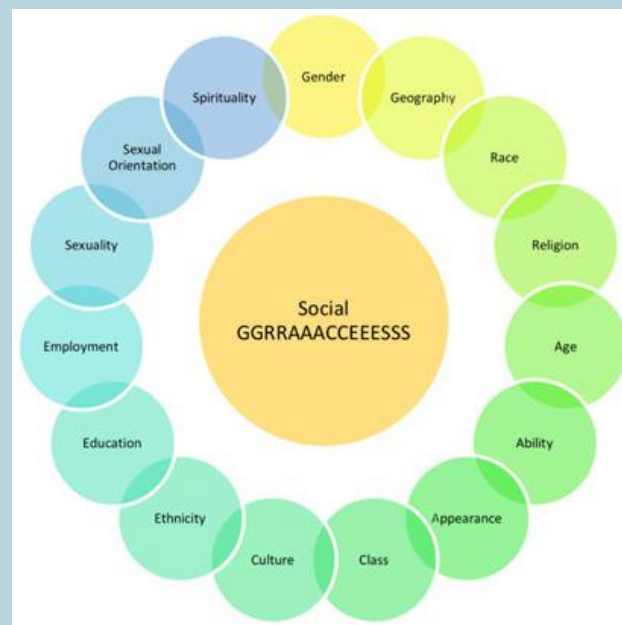 Social
GGRRAAACCEEESSS
Gender
Geography
Race
Religion
Age
Ability
Appearance
Class
Culture
Ethnicity
Education
Employment
Sexuality
Sexual
Orientation
Spirituality